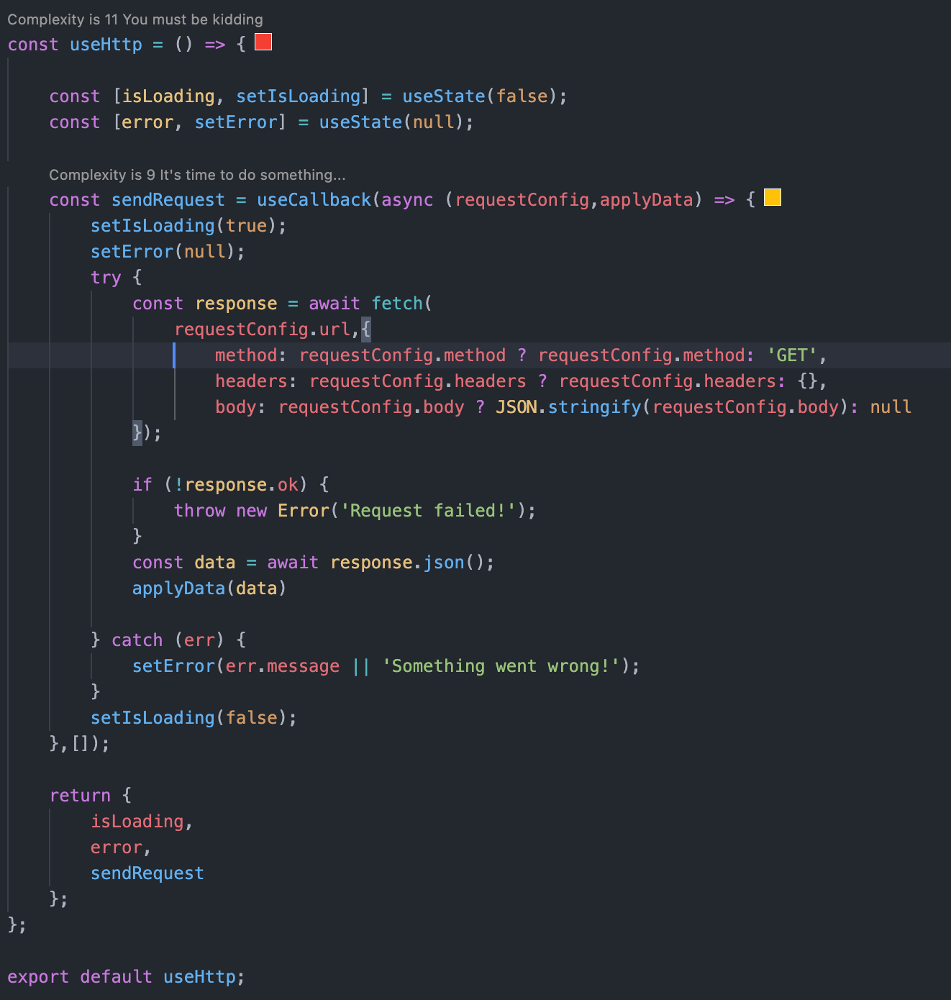 Complexity is 11 You must be kidding
const useHttp = () => {
const [isLoading, setIsLoading] = useState(false);
const [error, setError] = useState(null);
Complexity is 9 It's time to do something...
const sendRequest = useCallback(async (requestConfig,applyData) => {
setIsLoading(true);
setError(null);
try {
const response = await fetch(
requestConfig.url,{
method: requestConfig.method ? requestConfig.method: 'GET',
headers: requestConfig.headers ? requestConfig.headers: {},
body: requestConfig.body ? JSON.stringify(requestConfig.body): null
});
if (!response.ok) {
throw new Error('Request failed!');
}
const data = await response.json();
applyData(data)
} catch (err) {
setError(err.message || 'Something went wrong!');
}
setIsLoading(false);
},[]);
return {
isLoading,
error,
sendRequest
};
};
export default useHttp;